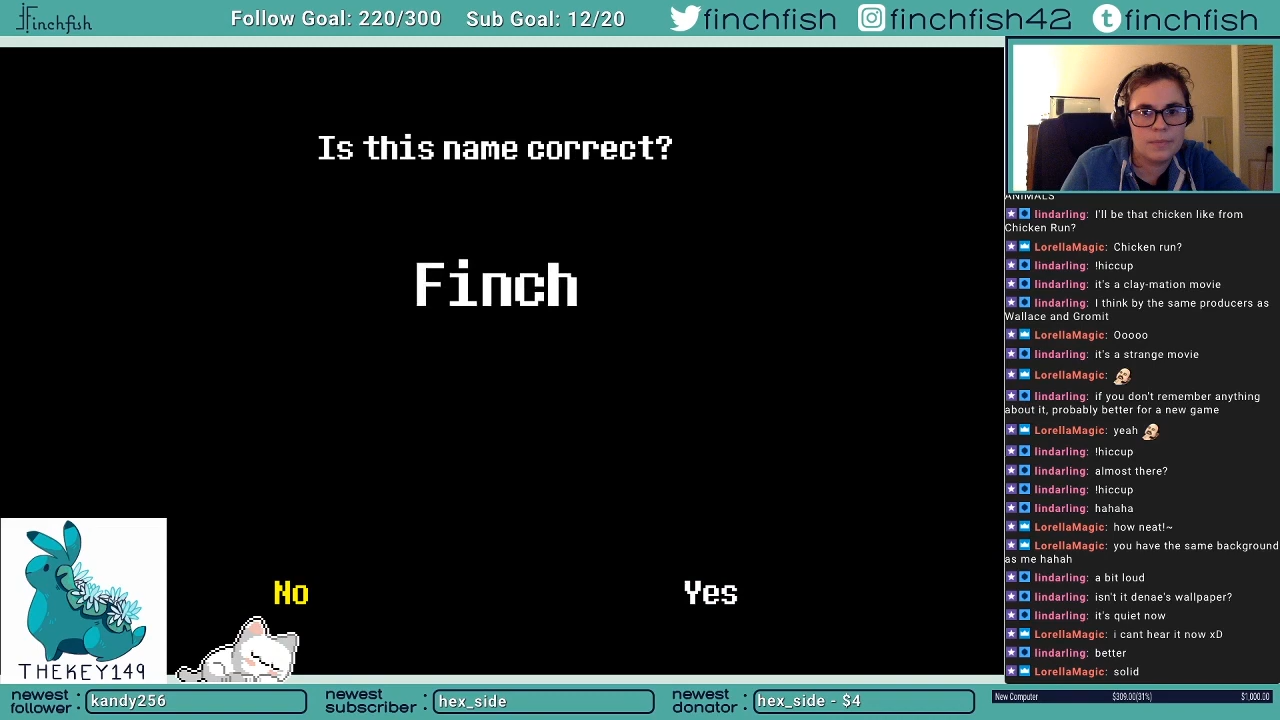 Finchfish
Follow Goal: 220/300
Sub Goal: 12/20
finchfish
finchfish42
finchfish
Is this name correct?
Finch
No
Yes
THEKEY149
ANIMALS
lindarling: I'll be that chicken like from
Chicken Run?
LorellaMagic: Chicken run?
lindarling: !hiccup
lindarling: it's a clay-mation movie
lindarling: I think by the same producers as
Wallace and Gromit
LorellaMagic: Ooooo
lindarling: it's a strange movie
LorellaMagic:
lindarling: if you don't remember anything
about it, probably better for a new game
LorellaMagic: yeah
lindarling: !hiccup
lindarling: almost there?
lindarling: !hiccup
lindarling: hahaha
LorellaMagic: how neat!~
LorellaMagic: you have the same background
as me hahah
lindarling: a bit loud
lindarling: isn't it denae's wallpaper?
lindarling: it's quiet now
LorellaMagic: i cant hear it now xD
lindarling: better
LorellaMagic: solid
newest
follower: kandy256
newest
subscriber: hex_side
newest
donator: hex_side - $4
New Computer $309.00(31%) $1,000.00